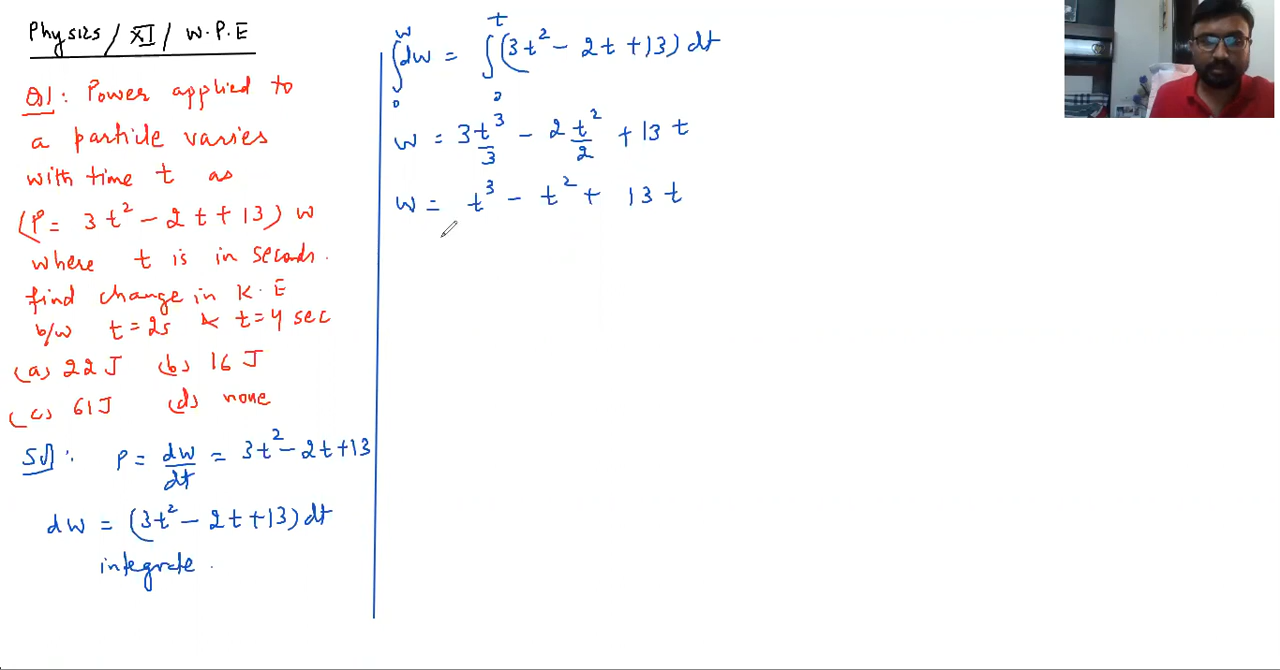 Physics / XI / W.P.E
Q1: Power applied to
a particle varies
with time t as
(P = 3t² - 2t + 13) W
where t is in seconds.
find change in K.E
b/w t = 2s & t = 4 sec
(a) 22 J (b) 16 J
(c) 61 J (d) none
Sol: P = dw/dt = 3t² - 2t + 13
dw = (3t² - 2t + 13) dt
integrate.
∫₀ʷ dw = ∫₀ᵗ (3t² - 2t + 13) dt
W = 3t³/3 - 2t²/2 + 13t
W = t³ - t² + 13t